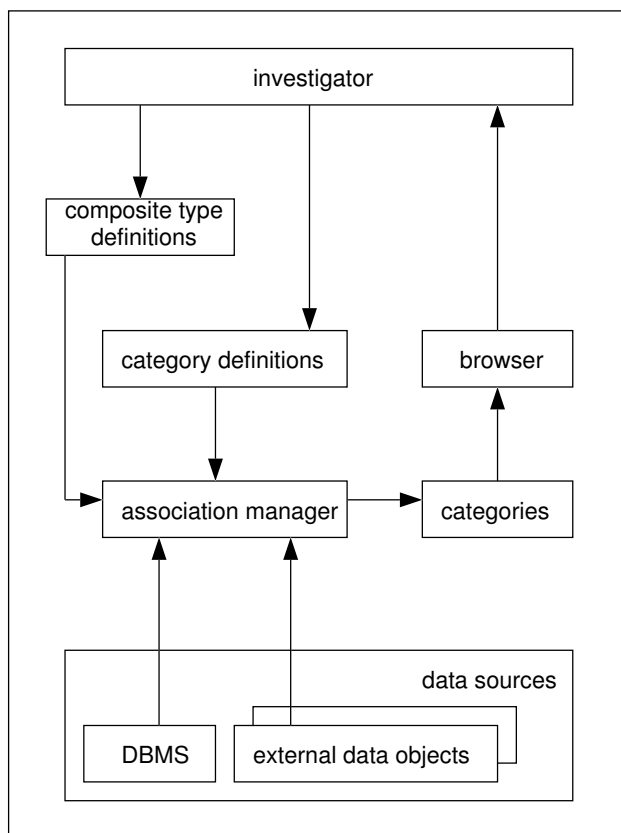 investigator
composite type
definitions
category definitions
browser
association manager
categories
data sources
DBMS
external data objects